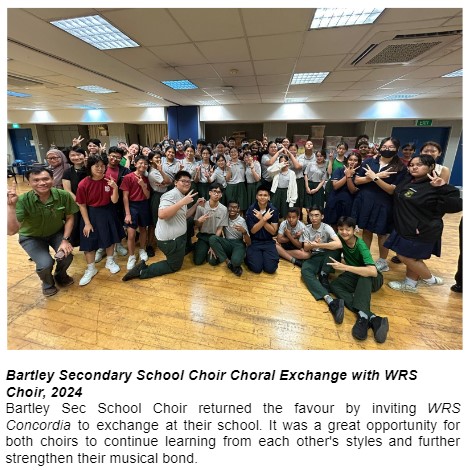 Bartley Secondary School Choir Choral Exchange with WRS
Choir, 2024
Bartley Sec School Choir returned the favour by inviting WRS
Concordia to exchange at their school. It was a great opportunity for
both choirs to continue learning from each other's styles and further
strengthen their musical bond.